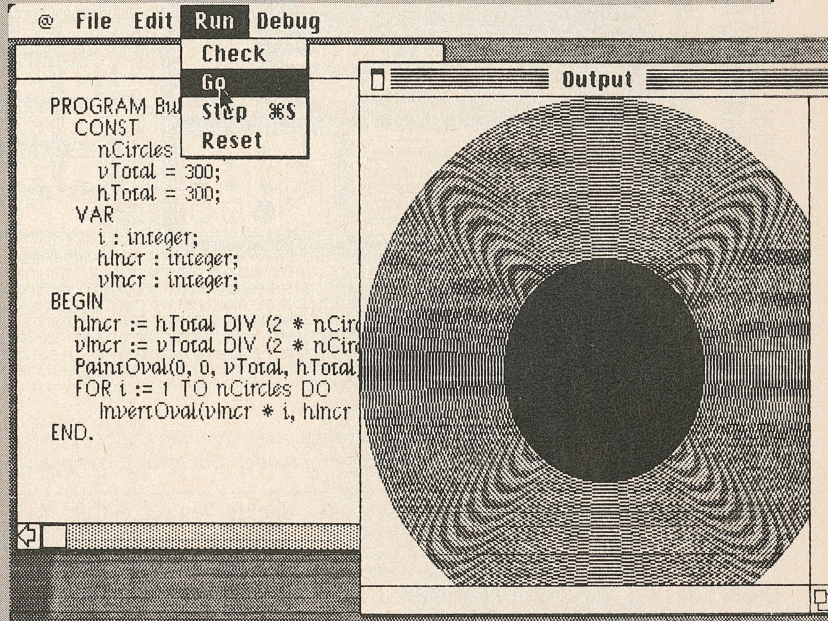 @ File Edit Run Debug
Check
Go
Step ⌘S
Reset
PROGRAM Bu
CONST
nCircles
vTotal = 300;
hTotal = 300;
VAR
i : integer;
hIncr : integer;
vIncr : integer;
BEGIN
hIncr := hTotal DIV (2 * nCirc
vIncr := vTotal DIV (2 * nCirc
PaintOval(0, 0, vTotal, hTotal)
FOR i := 1 TO nCircles DO
InvertOval(vIncr * i, hIncr
END.
Output